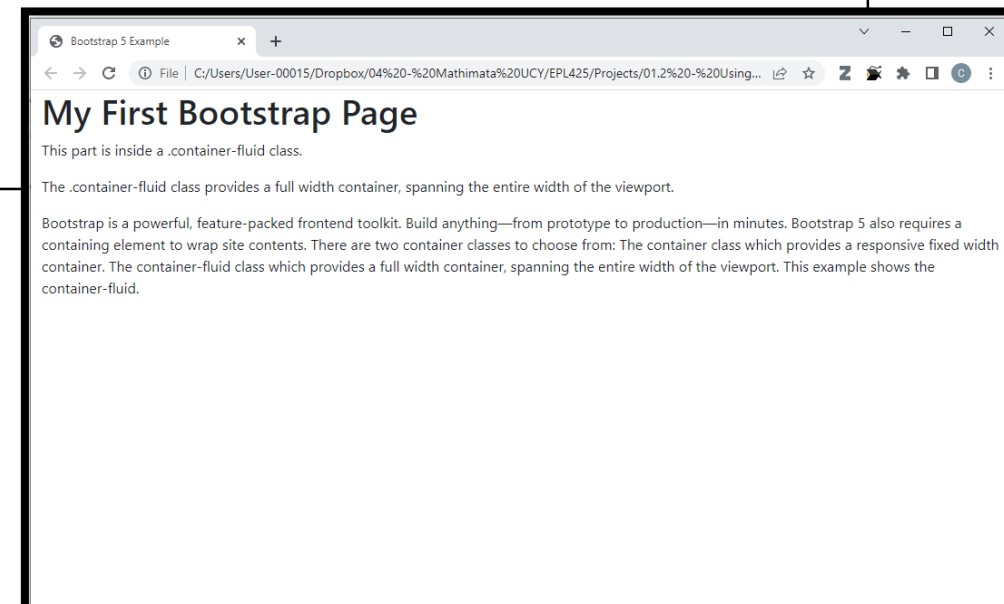 Bootstrap 5 Example
File | C:/Users/User-00015/Dropbox/04%20-%20Mathimata%20UCY/EPL425/Projects/01.2%20-%20Using...
Z
C
My First Bootstrap Page
This part is inside a .container-fluid class.
The .container-fluid class provides a full width container, spanning the entire width of the viewport.
Bootstrap is a powerful, feature-packed frontend toolkit. Build anything—from prototype to production—in minutes. Bootstrap 5 also requires a
containing element to wrap site contents. There are two container classes to choose from: The container class which provides a responsive fixed width
container. The container-fluid class which provides a full width container, spanning the entire width of the viewport. This example shows the
container-fluid.